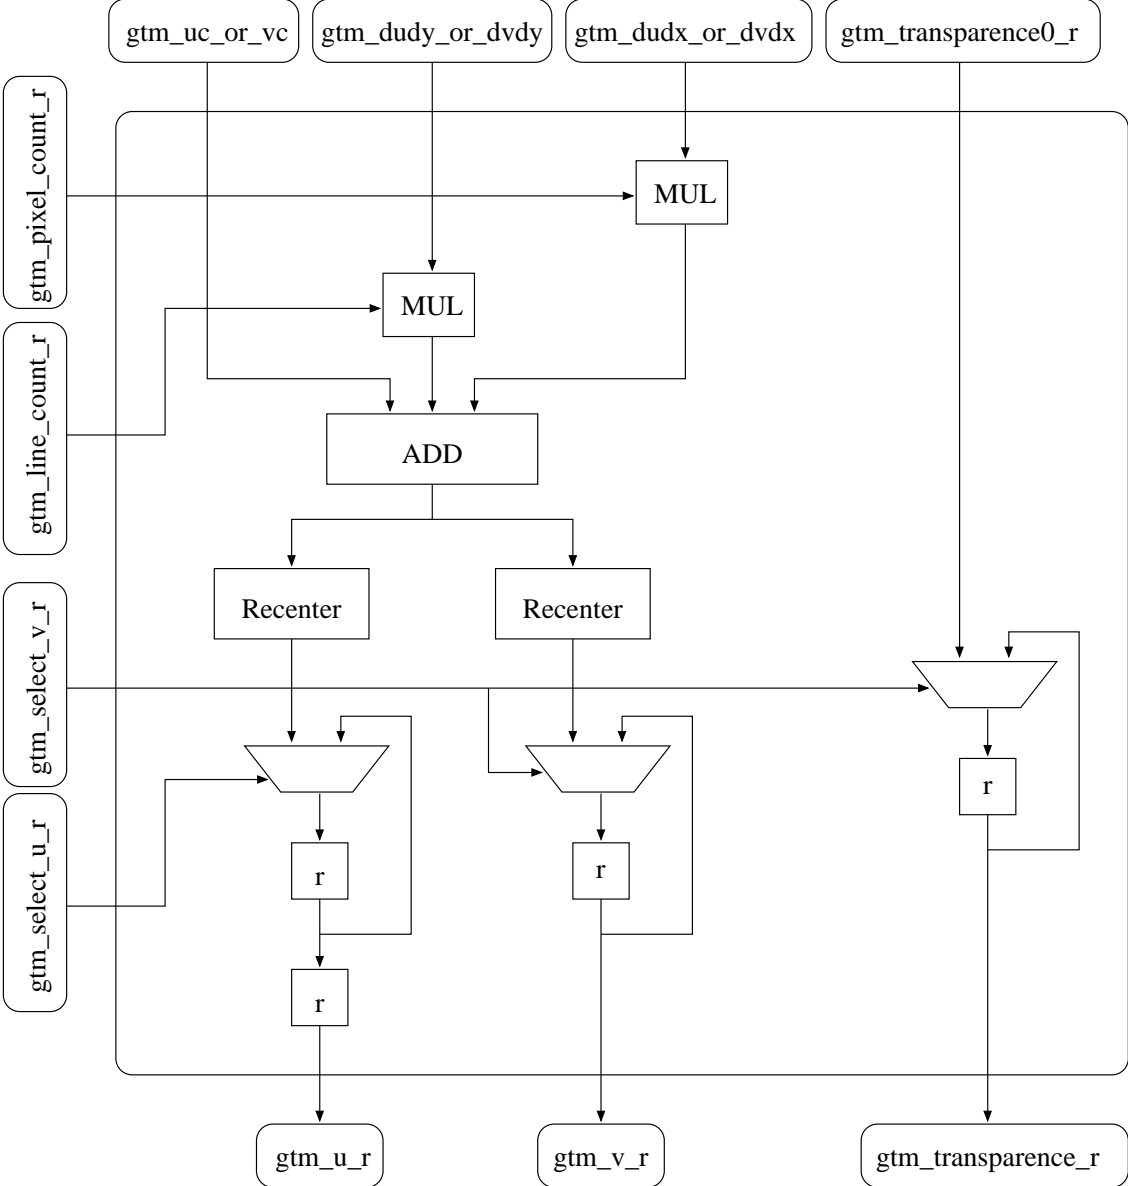 gtm_uc_or_vc
gtm_dudy_or_dvdy
gtm_dudx_or_dvdx
gtm_transparence0_r
gtm_pixel_count_r
MUL
MUL
gtm_line_count_r
ADD
Recenter
Recenter
gtm_select_v_r
r
gtm_select_u_r
r
r
r
gtm_u_r
gtm_v_r
gtm_transparence_r